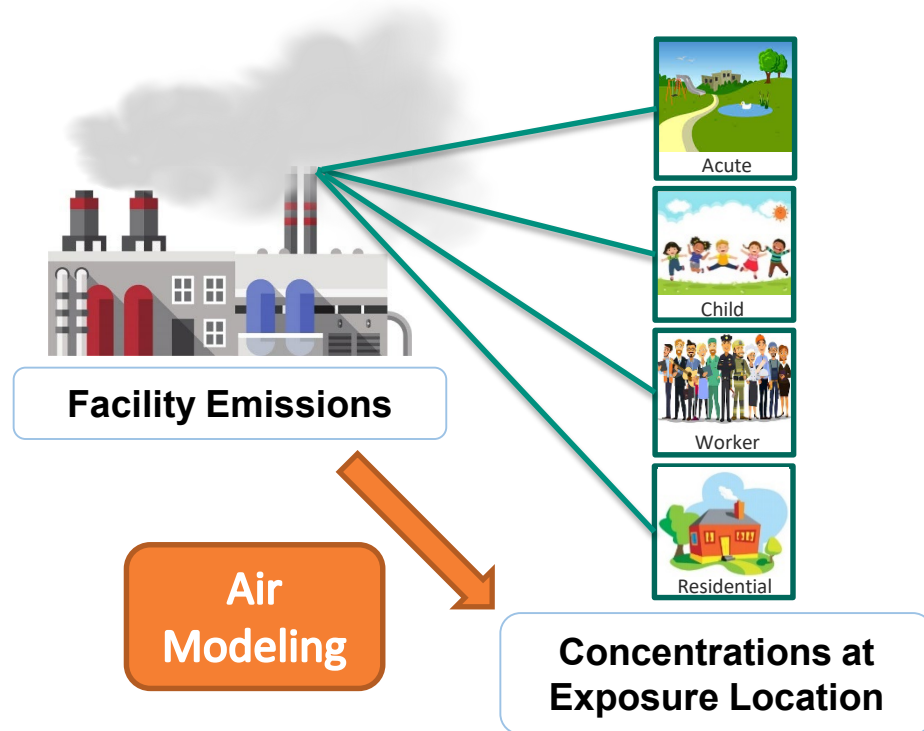 Acute
Child
Worker
Residential
Facility Emissions
Air
Modeling
Concentrations at
Exposure Location